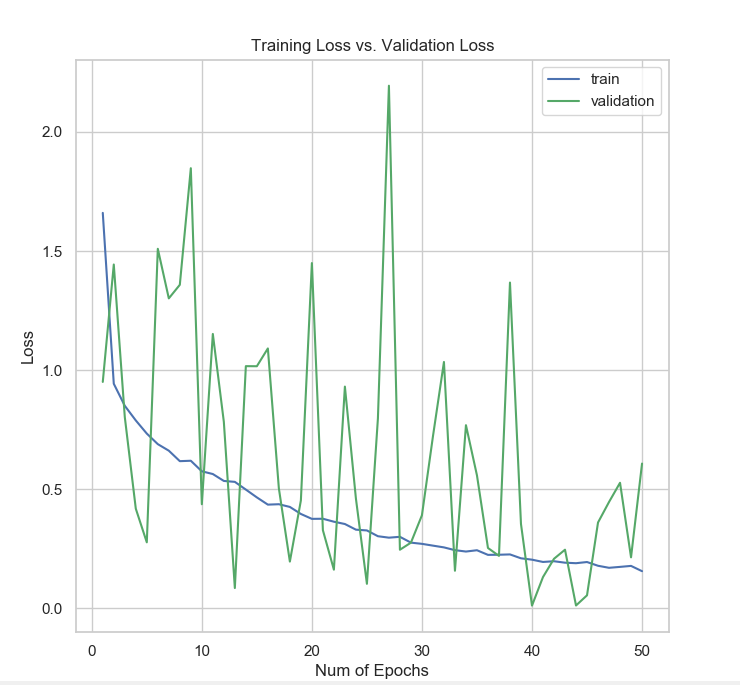 Training Loss vs. Validation Loss
train
validation
2.0
1.5
1.0
0.5
0.0
Loss
0 10 20 30 40 50
Num of Epochs